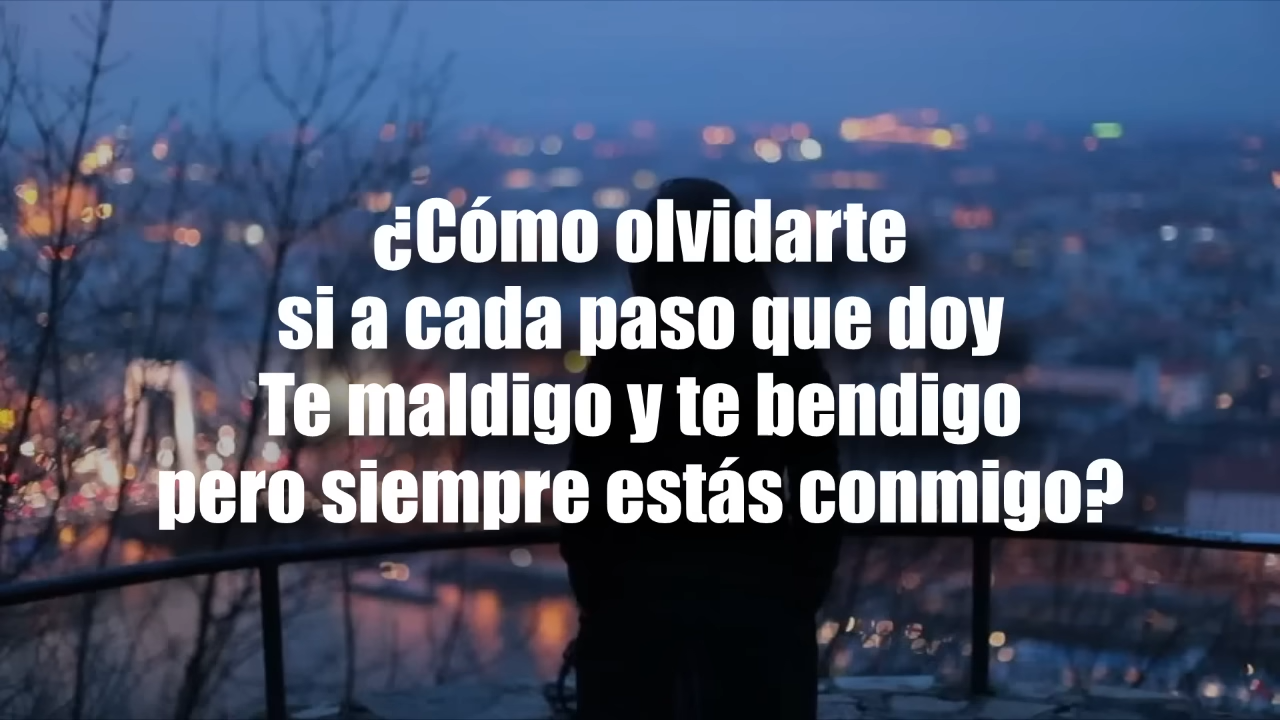 ¿Cómo olvidarte
si a cada paso que doy
Te maldigo y te bendigo
pero siempre estás conmigo?